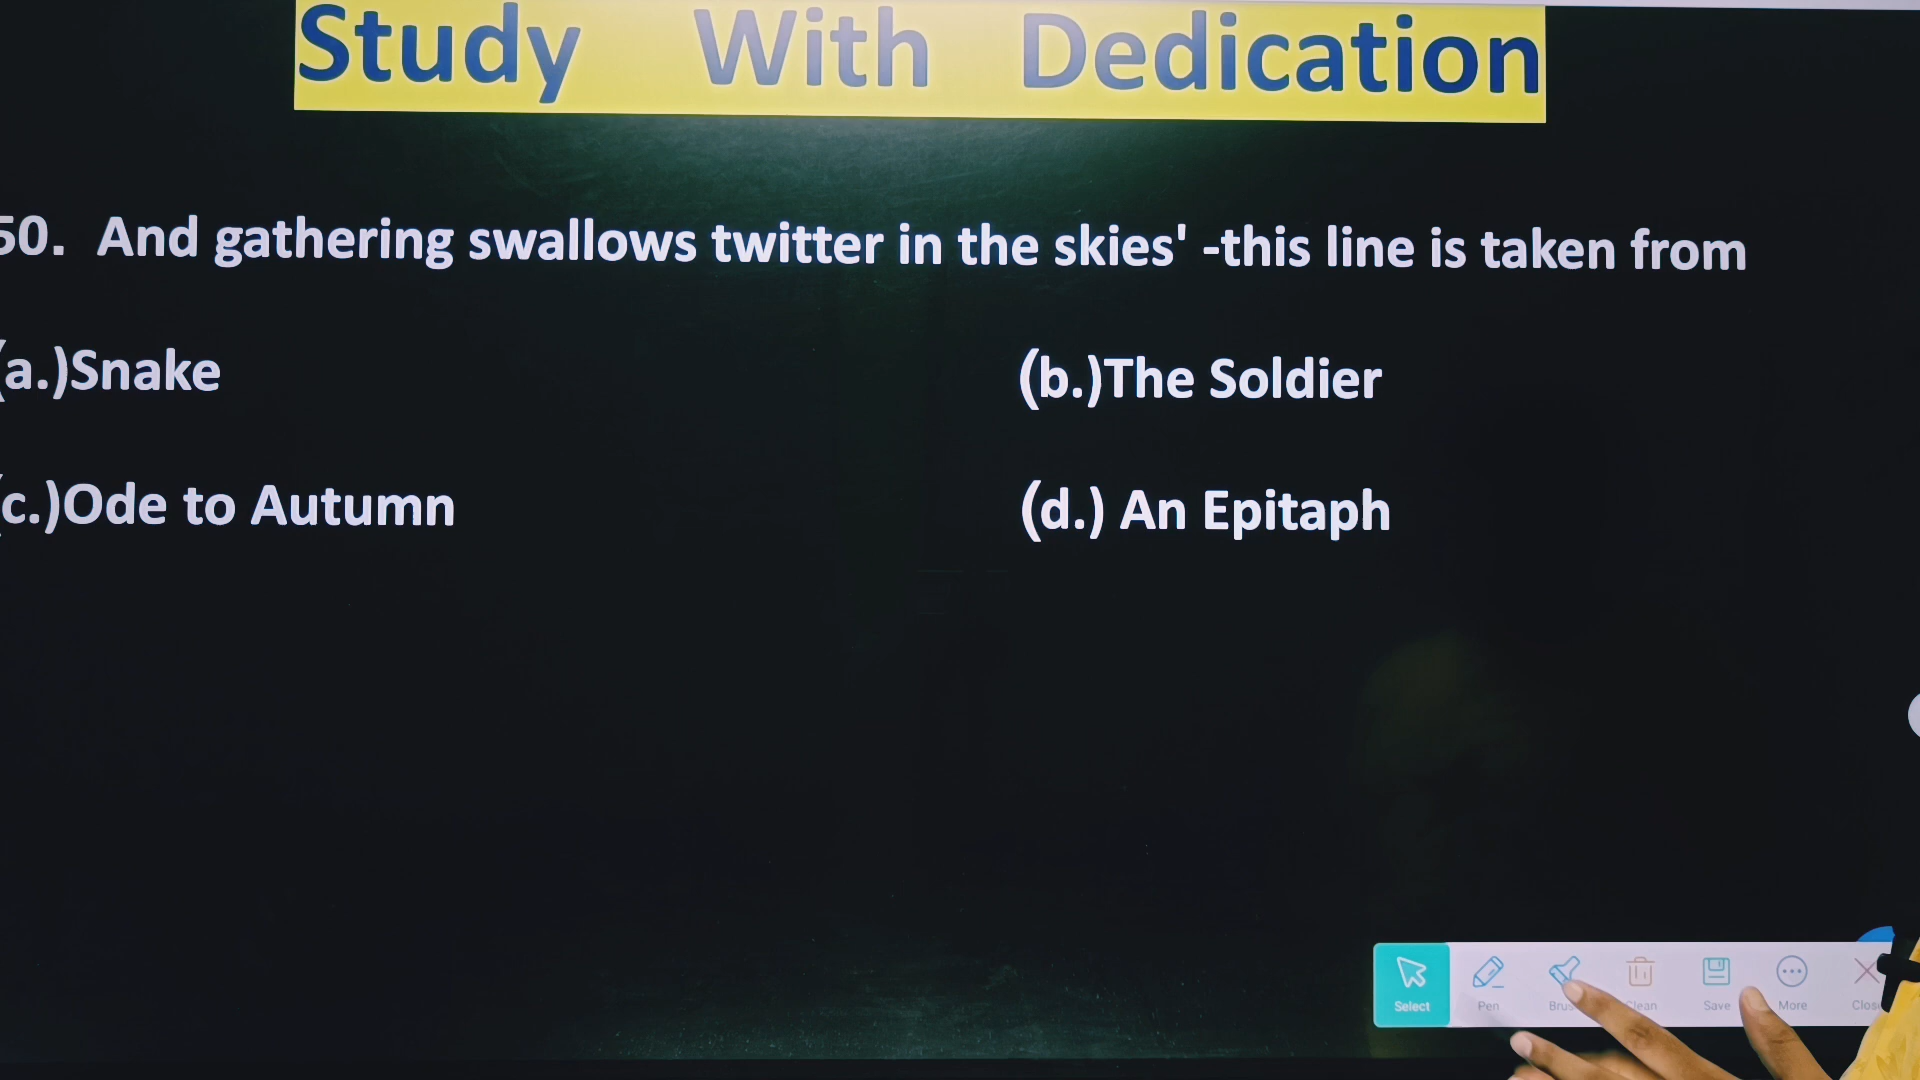 Study With Dedication
50. And gathering swallows twitter in the skies' -this line is taken from
(a.)Snake (b.)The Soldier
(c.)Ode to Autumn (d.) An Epitaph
Select Pen Save More